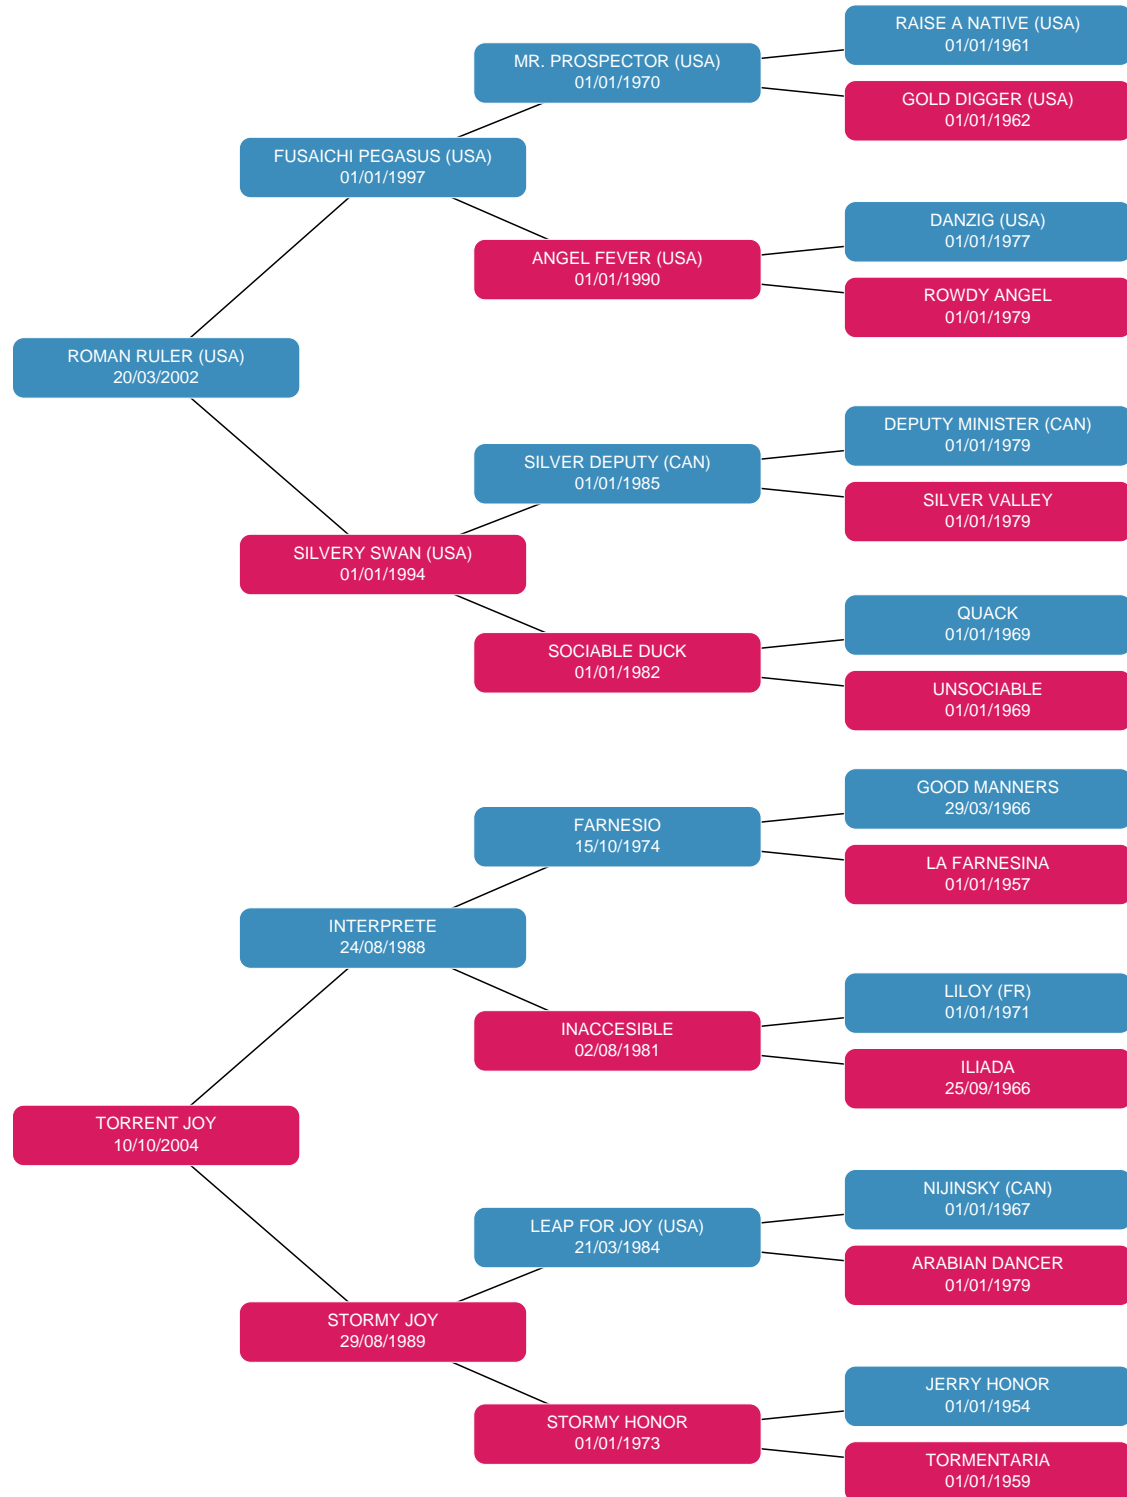 RAISE A NATIVE (USA)
01/01/1961
MR. PROSPECTOR (USA)
01/01/1970
GOLD DIGGER (USA)
01/01/1962
FUSAICHI PEGASUS (USA)
01/01/1997
DANZIG (USA)
01/01/1977
ANGEL FEVER (USA)
01/01/1990
ROWDY ANGEL
01/01/1979
ROMAN RULER (USA)
20/03/2002
DEPUTY MINISTER (CAN)
01/01/1979
SILVER DEPUTY (CAN)
01/01/1985
SILVER VALLEY
01/01/1979
SILVERY SWAN (USA)
01/01/1994
QUACK
01/01/1969
SOCIABLE DUCK
01/01/1982
UNSOCIABLE
01/01/1969
GOOD MANNERS
29/03/1966
FARNESIO
15/10/1974
LA FARNESINA
01/01/1957
INTERPRETE
24/08/1988
LILOY (FR)
01/01/1971
INACCESIBLE
02/08/1981
ILIADA
25/09/1966
TORRENT JOY
10/10/2004
NIJINSKY (CAN)
01/01/1967
LEAP FOR JOY (USA)
21/03/1984
ARABIAN DANCER
01/01/1979
STORMY JOY
29/08/1989
JERRY HONOR
01/01/1954
STORMY HONOR
01/01/1973
TORMENTARIA
01/01/1959